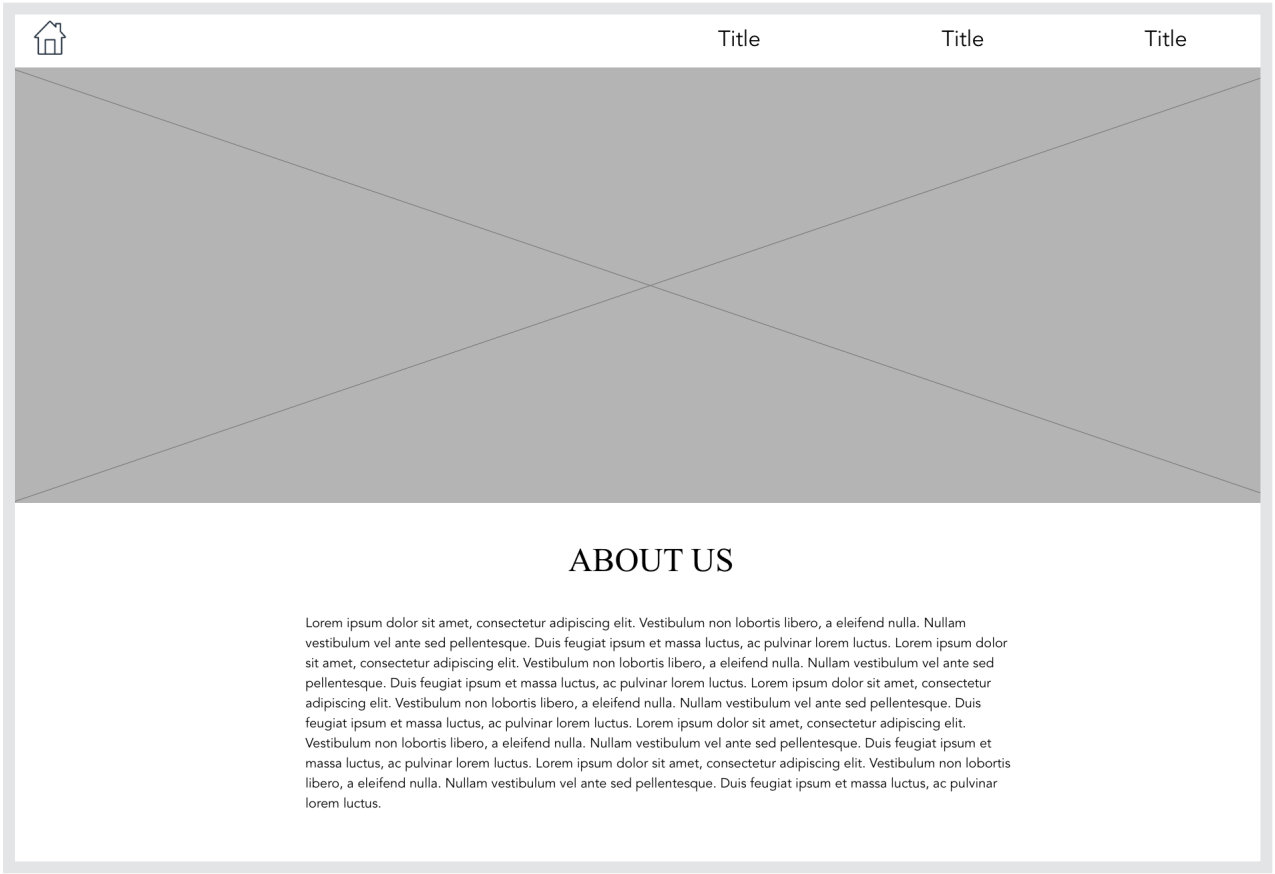 Title Title Title
ABOUT US
Lorem ipsum dolor sit amet, consectetur adipiscing elit. Vestibulum non lobortis libero, a eleifend nulla. Nullam
vestibulum vel ante sed pellentesque. Duis feugiat ipsum et massa luctus, ac pulvinar lorem luctus. Lorem ipsum dolor
sit amet, consectetur adipiscing elit. Vestibulum non lobortis libero, a eleifend nulla. Nullam vestibulum vel ante sed
pellentesque. Duis feugiat ipsum et massa luctus, ac pulvinar lorem luctus. Lorem ipsum dolor sit amet, consectetur
adipiscing elit. Vestibulum non lobortis libero, a eleifend nulla. Nullam vestibulum vel ante sed pellentesque. Duis
feugiat ipsum et massa luctus, ac pulvinar lorem luctus. Lorem ipsum dolor sit amet, consectetur adipiscing elit.
Vestibulum non lobortis libero, a eleifend nulla. Nullam vestibulum vel ante sed pellentesque. Duis feugiat ipsum et
massa luctus, ac pulvinar lorem luctus. Lorem ipsum dolor sit amet, consectetur adipiscing elit. Vestibulum non lobortis
libero, a eleifend nulla. Nullam vestibulum vel ante sed pellentesque. Duis feugiat ipsum et massa luctus, ac pulvinar
lorem luctus.